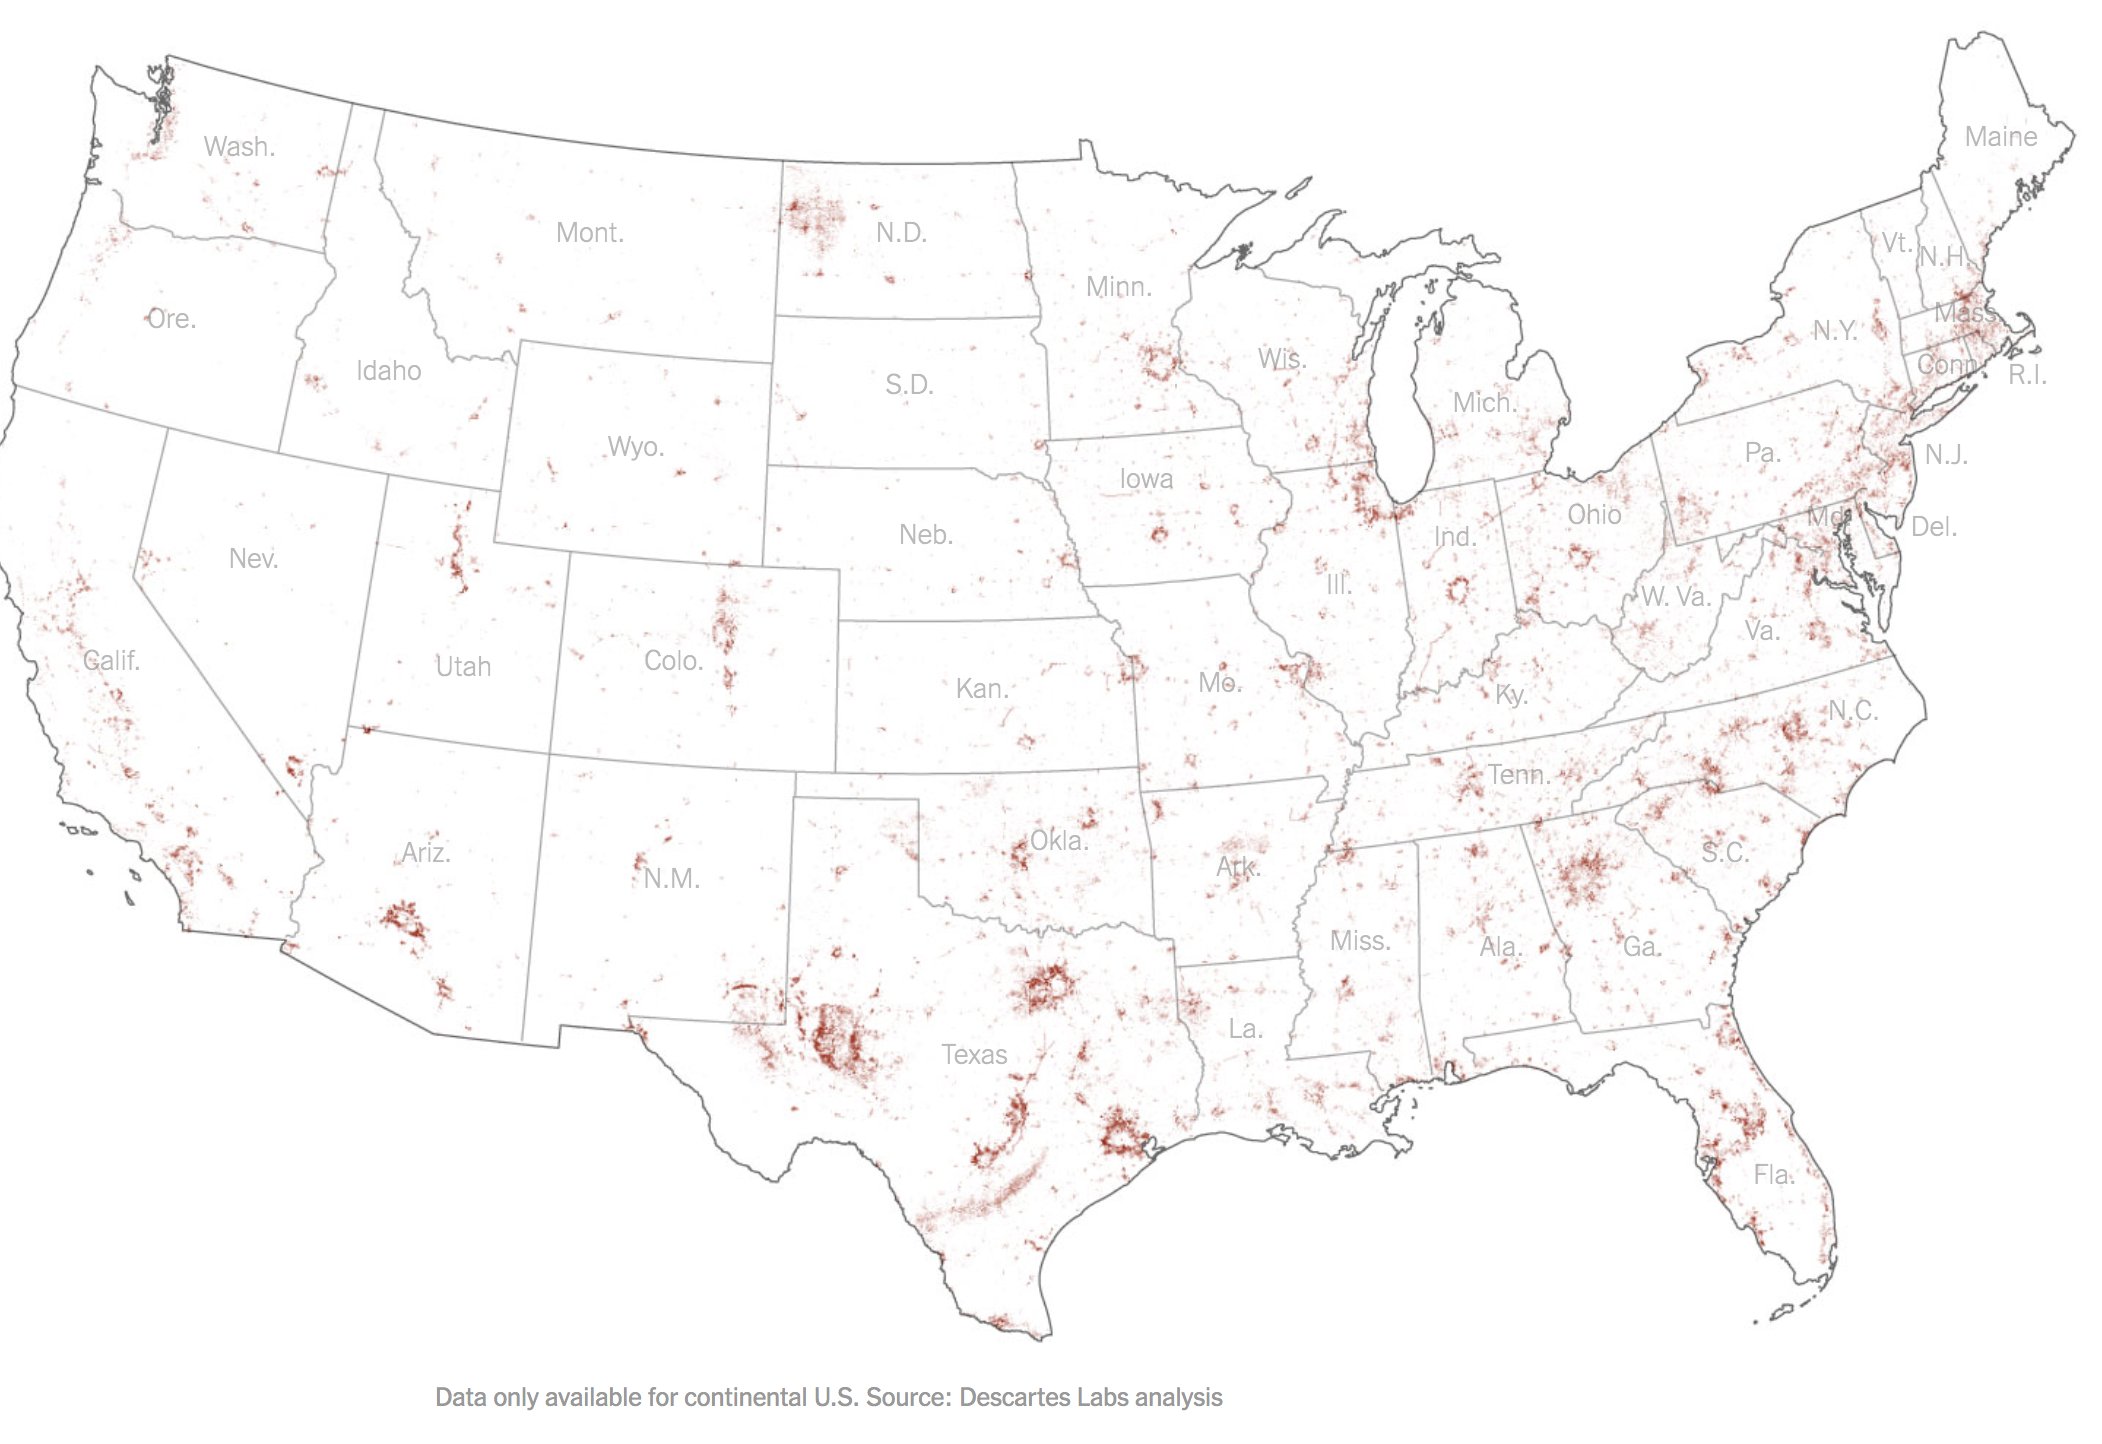 Maine
Wash.
Mont.
N.D.
Vt.
N.H.
Minn.
Mass.
Ore.
N.Y.
Wis.
Conn.
R.I.
Idaho
S.D.
Mich.
Wyo.
Pa.
N.J.
Iowa
Ohio
Md.
Del.
Neb.
Ind.
Nev.
Ill.
W. Va.
Va.
Calif.
Utah
Colo.
Kan.
Mo.
Ky.
N.C.
Tenn.
Ariz.
Okla.
S.C.
N.M.
Ark.
Miss.
Ala.
Ga.
La.
Texas
Fla.
Data only available for continental U.S. Source: Descartes Labs analysis